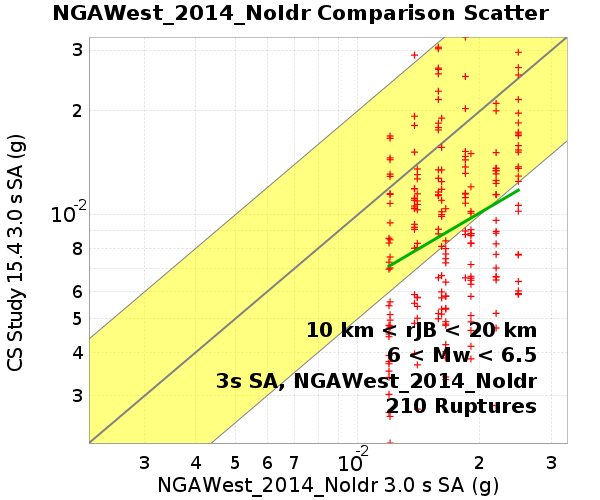 NGAWest_2014_NoIdr Comparison Scatter
3
2
10-2
8
6
5
4
3
CS Study 15.4 3.0 s SA (g)
10 km < rJB < 20 km
6 < Mw < 6.5
3s SA, NGAWest_2014_NoIdr
210 Ruptures
3 4 5 6 7 10-2 2 3
NGAWest_2014_NoIdr 3.0 s SA (g)